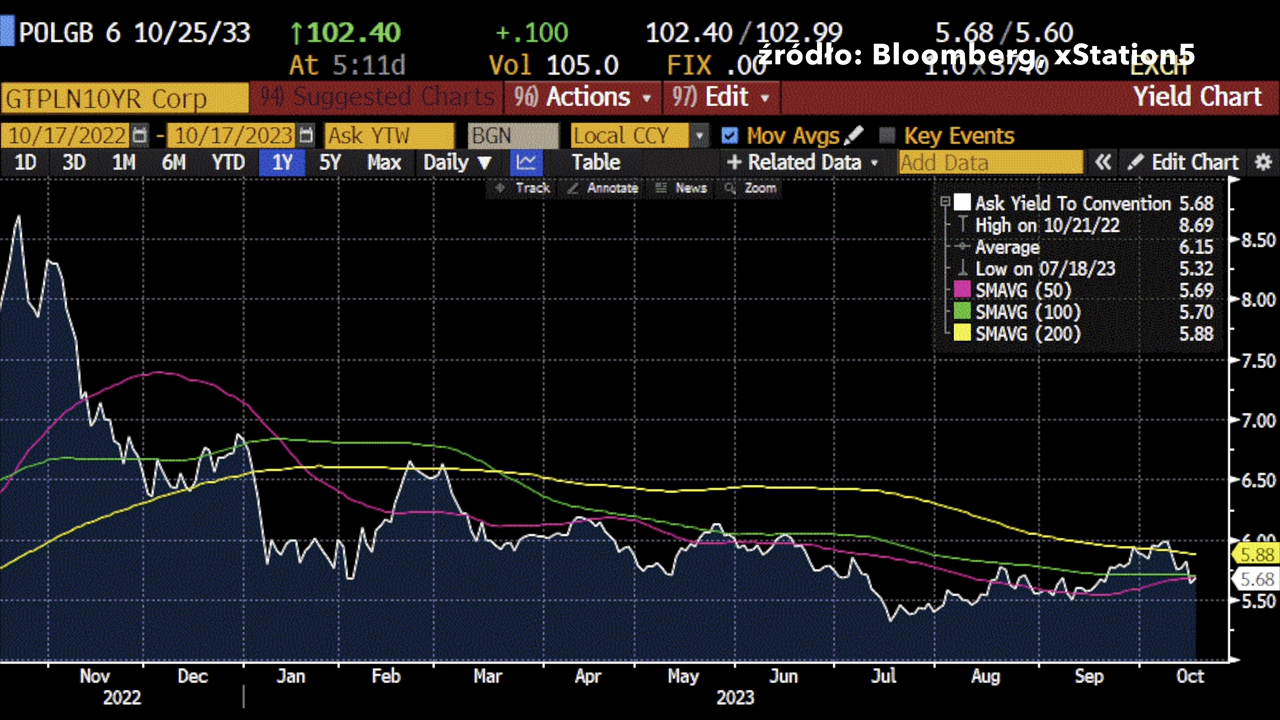 POLGB 6 10/25/33 ↑102.40 +.100 102.40/102.99 5.68/5.60
źródło: Bloomberg, xStation5
At 5:11d Vol 105.0 FIX .00 1.0 x Exch
GTPLN10YR Corp 94) Suggested Charts 96) Actions 97) Edit Yield Chart
10/17/2022 - 10/17/2023 Ask YTW BGN Local CCY Mov Avgs Key Events
1D 3D 1M 6M YTD 1Y 5Y Max Daily ▼ Table + Related Data Add Data « Edit Chart
Track Annotate News Zoom
Ask Yield To Convention 5.68
High on 10/21/22 8.69
Average 6.15
Low on 07/18/23 5.32
SMAVG (50) 5.69
SMAVG (100) 5.70
SMAVG (200) 5.88
8.50
8.00
7.50
7.00
6.50
6.00
5.88
5.68
5.50
Nov Dec Jan Feb Mar Apr May Jun Jul Aug Sep Oct
2022 2023